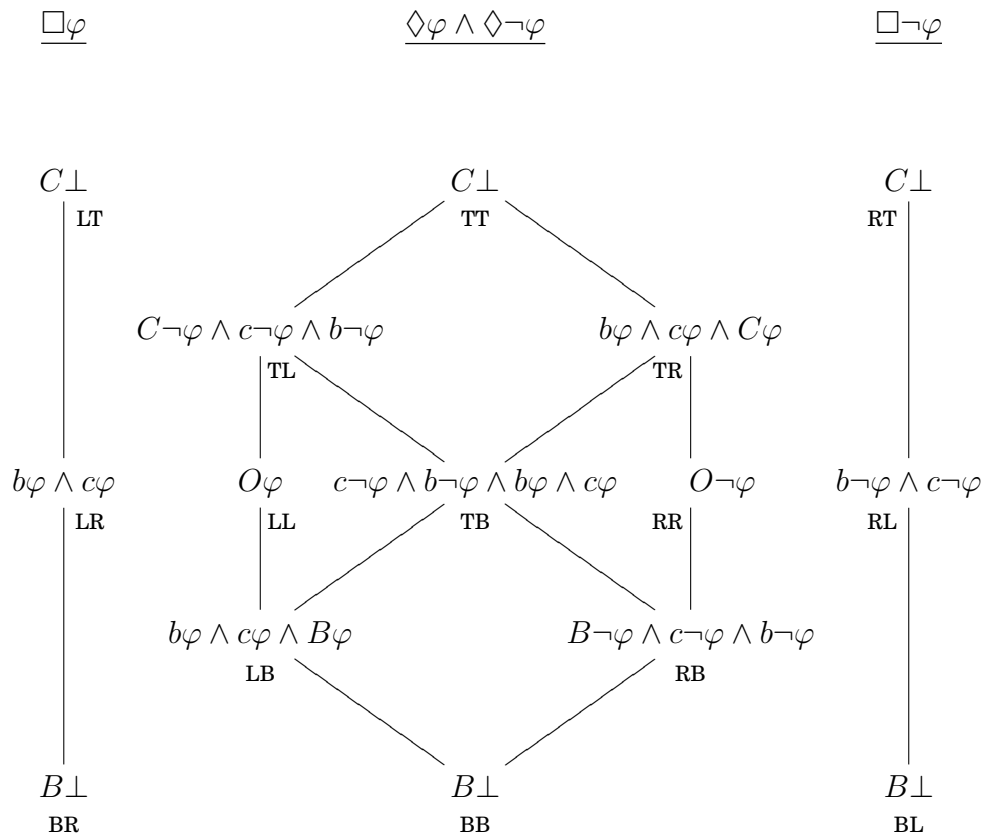 □φ ◊φ ∧ ◊¬φ □¬φ
C⊥ C⊥ C⊥
LT TT RT
C¬φ ∧ c¬φ ∧ b¬φ bφ ∧ cφ ∧ Cφ
TL TR
bφ ∧ cφ Oφ c¬φ ∧ b¬φ ∧ bφ ∧ cφ O¬φ b¬φ ∧ c¬φ
LR LL TB RR RL
bφ ∧ cφ ∧ Bφ B¬φ ∧ c¬φ ∧ b¬φ
LB RB
B⊥ B⊥ B⊥
BR BB BL